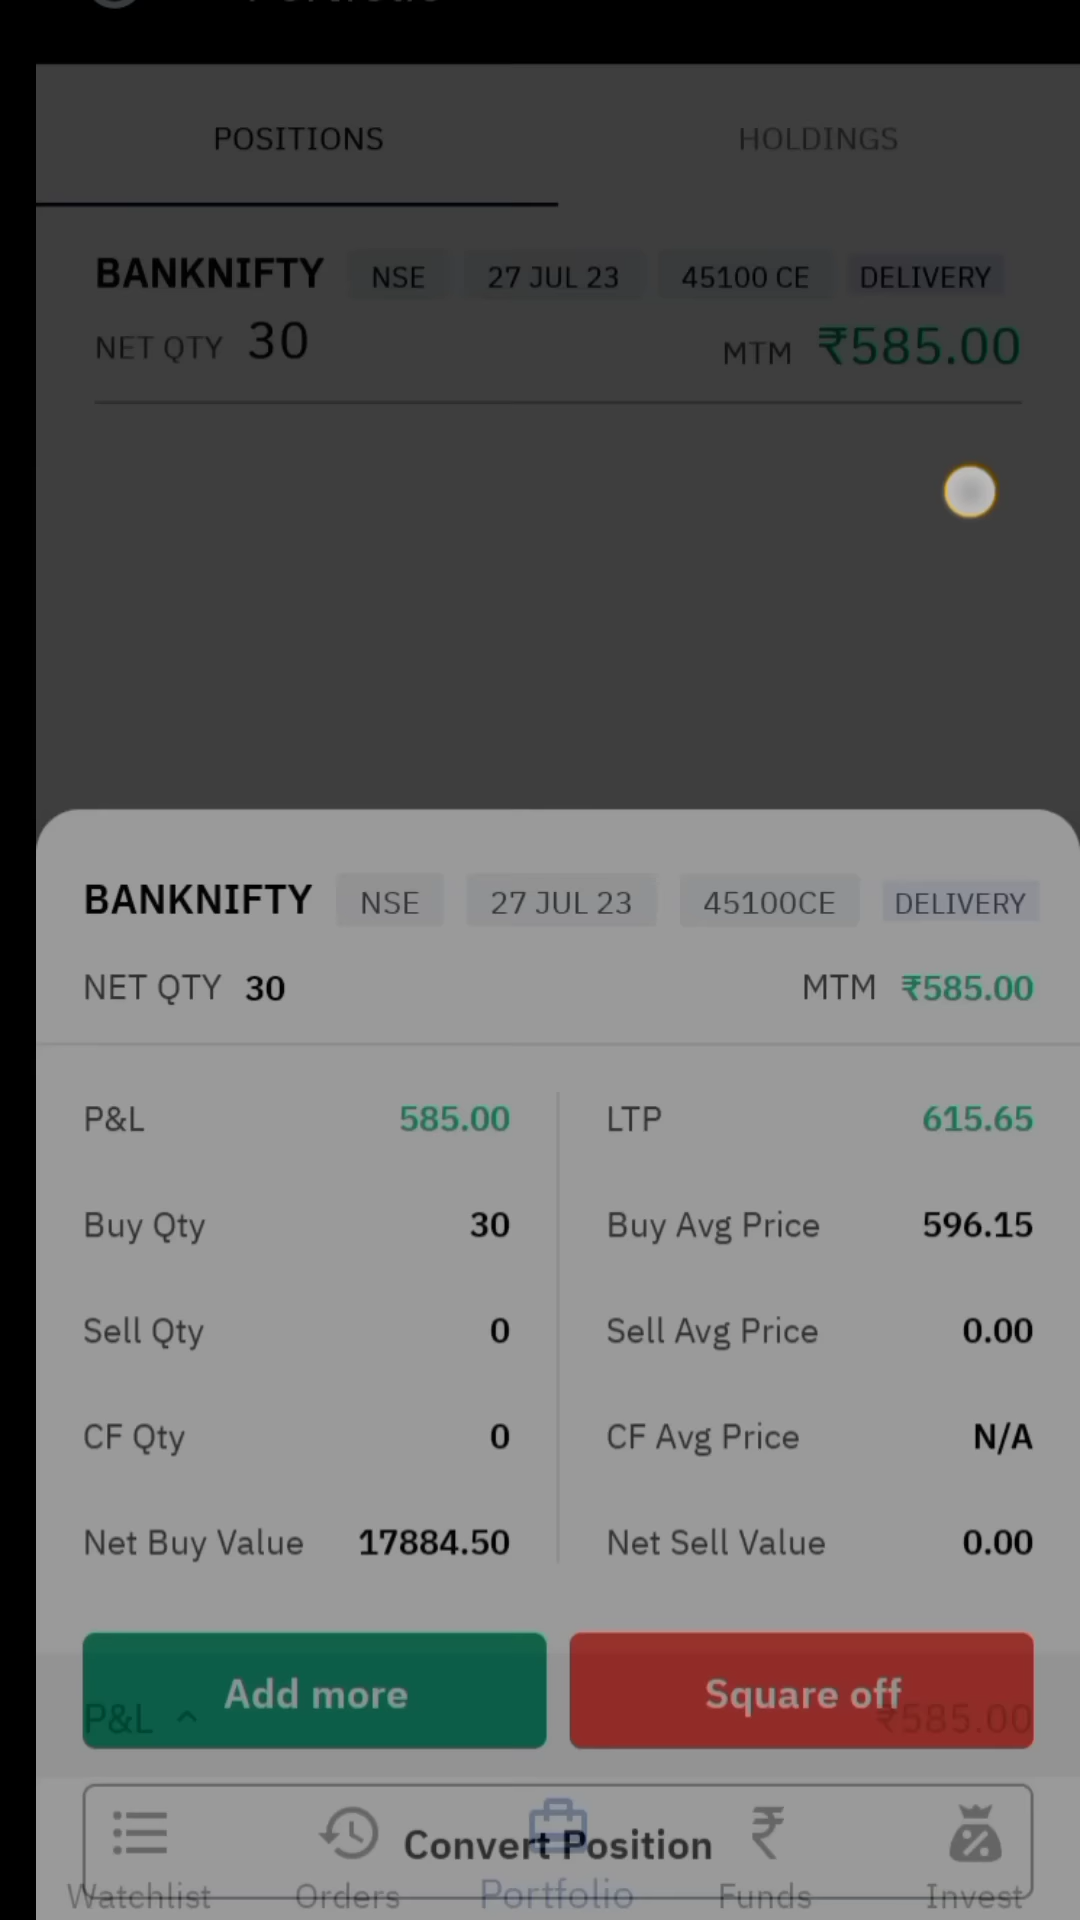 POSITIONS HOLDINGS
BANKNIFTY NSE 27 JUL 23 45100 CE DELIVERY
NET QTY 30 MTM ₹585.00
BANKNIFTY NSE 27 JUL 23 45100CE DELIVERY
NET QTY 30 MTM ₹585.00
P&L 585.00 LTP 615.65
Buy Qty 30 Buy Avg Price 596.15
Sell Qty 0 Sell Avg Price 0.00
CF Qty 0 CF Avg Price N/A
Net Buy Value 17884.50 Net Sell Value 0.00
Add more Square off
P&L ₹585.00
Convert Position
Watchlist Orders Portfolio Funds Invest